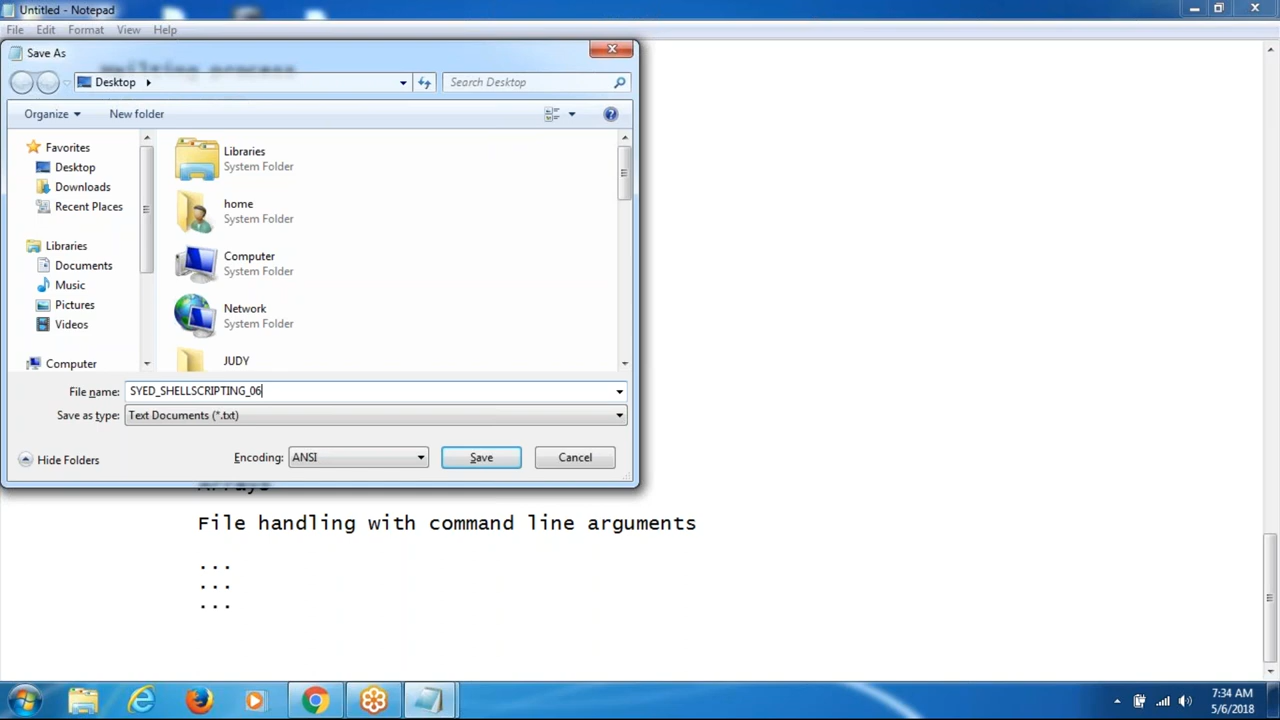 Untitled - Notepad
File Edit Format View Help
Save As
Desktop
Search Desktop
Organize New folder
Favorites
Desktop
Downloads
Recent Places
Libraries
Documents
Music
Pictures
Videos
Computer
Libraries
System Folder
home
System Folder
Computer
System Folder
Network
System Folder
JUDY
File name: SYED_SHELLSCRIPTING_06
Save as type: Text Documents (*.txt)
Hide Folders Encoding: ANSI Save Cancel
Arrays
File handling with command line arguments
...
...
...
7:34 AM
5/6/2018